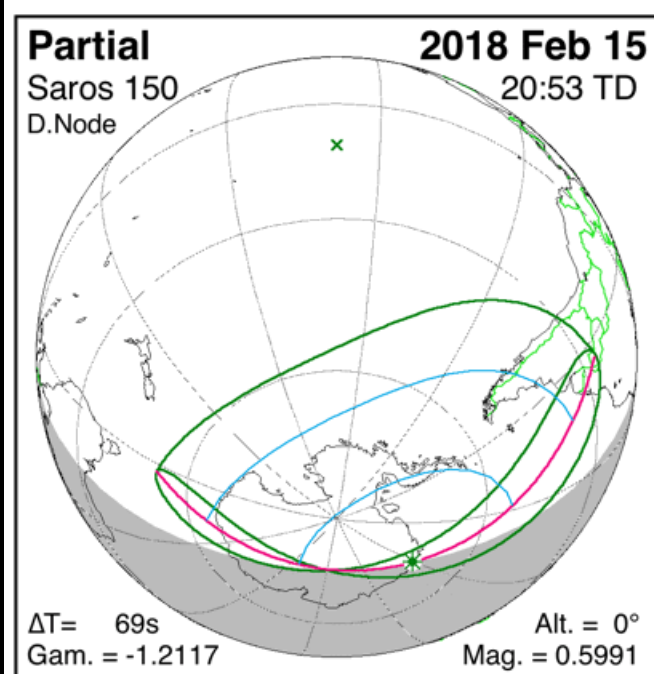 Partial
2018 Feb 15
Saros 150
20:53 TD
D.Node
ΔT= 69s
Alt. = 0°
Gam. = -1.2117
Mag. = 0.5991